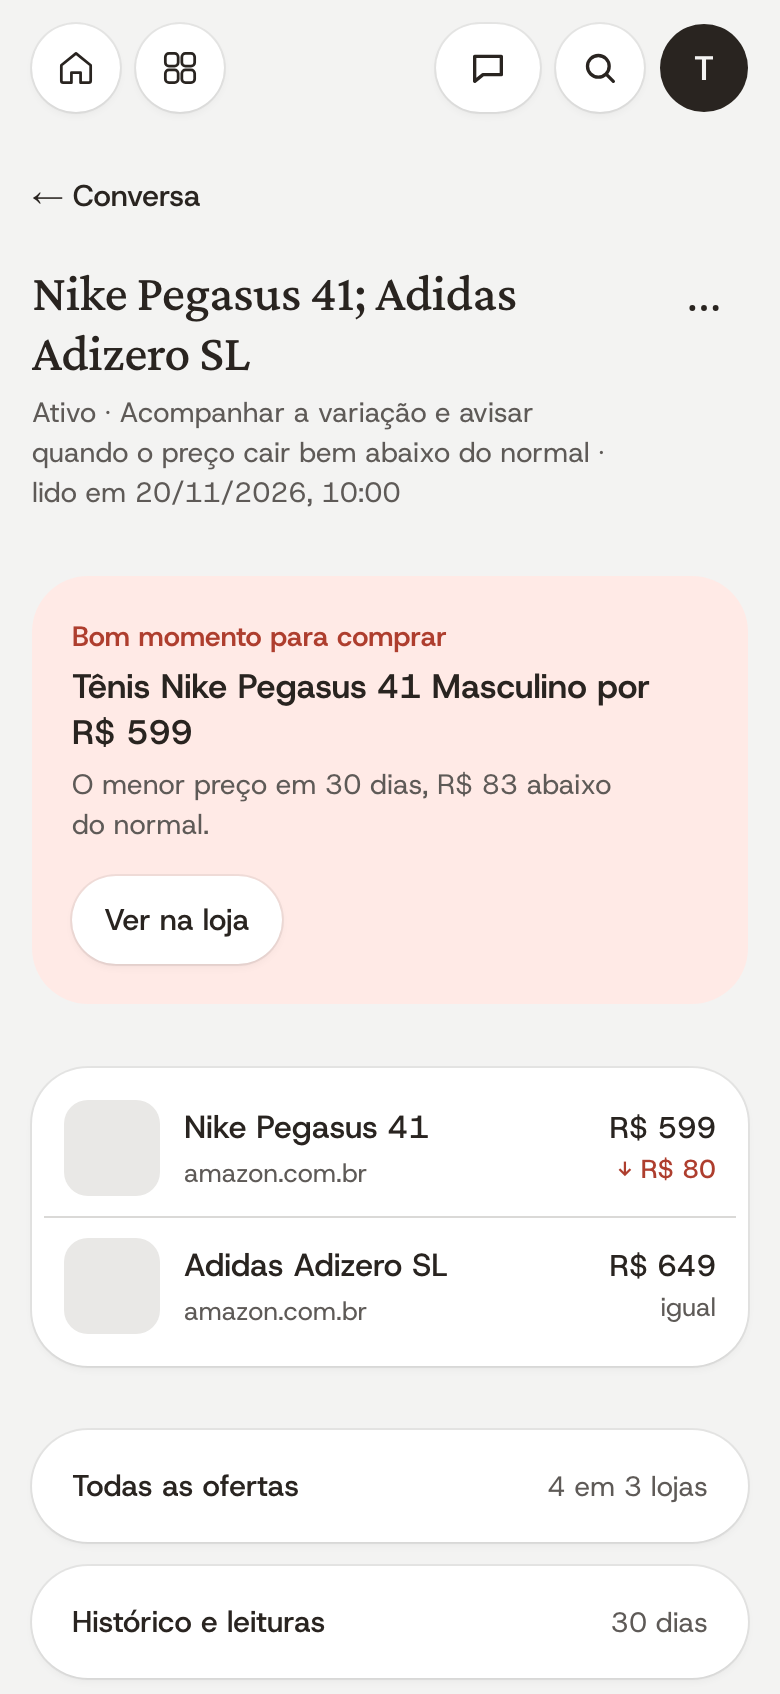 T
← Conversa
Nike Pegasus 41; Adidas
Adizero SL
...
Ativo · Acompanhar a variação e avisar
quando o preço cair bem abaixo do normal ·
lido em 20/11/2026, 10:00
Bom momento para comprar
Tênis Nike Pegasus 41 Masculino por
R$ 599
O menor preço em 30 dias, R$ 83 abaixo
do normal.
Ver na loja
Nike Pegasus 41 R$ 599
amazon.com.br ↓ R$ 80
Adidas Adizero SL R$ 649
amazon.com.br igual
Todas as ofertas 4 em 3 lojas
Histórico e leituras 30 dias